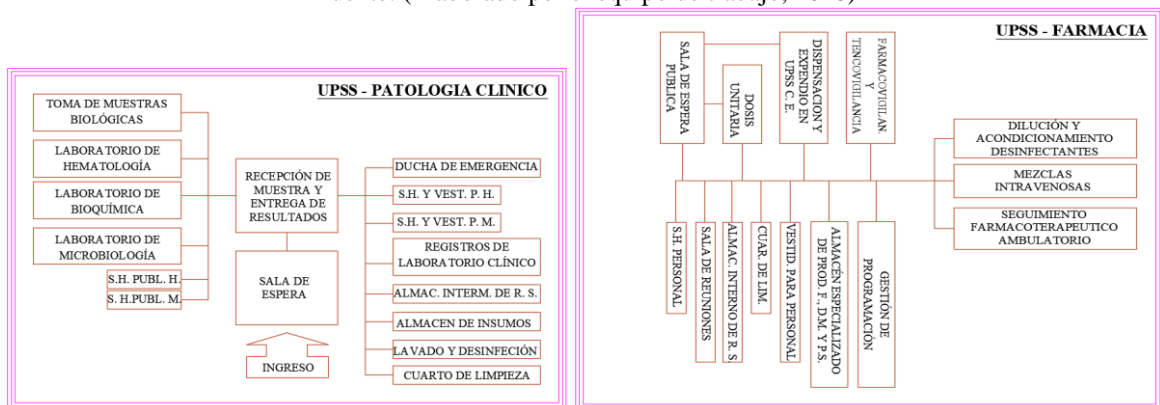 UPSS - PATOLOGIA CLINICO
TOMA DE MUESTRAS
BIOLÓGICAS
LABORATORIO DE
HEMATOLOGÍA
LABORATORIO DE
BIOQUÍMICA
LABORATORIO DE
MICROBIOLOGÍA
S.H. PUBL. H.
S. H.PUBL. M.
RECEPCIÓN DE
MUESTRA Y
ENTREGA DE
RESULTADOS
SALA DE
ESPERA
INGRESO
DUCHA DE EMERGENCIA
S.H. Y VEST. P. H.
S.H. Y VEST. P. M.
REGISTROS DE
LABORATORIO CLÍNICO
ALMAC. INTERM. DE R. S.
ALMACEN DE INSUMOS
LAVADO Y DESINFECIÓN
CUARTO DE LIMPIEZA
UPSS - FARMACIA
SALA DE ESPERA
PUBLICA
DOSIS
UNITARIA
DISPENSACION Y
EXPENDIO EN
UPSS C. E.
FARMACOVIGILAN.
Y
TENCOVIGILANCIA
DILUCIÓN Y
ACONDICIONAMIENTO
DESINFECTANTES
MEZCLAS
INTRAVENOSAS
SEGUIMIENTO
FARMACOTERAPEUTICO
AMBULATORIO
S.H. PERSONAL
SALA DE REUNIONES
ALMAC. INTERNO DE R. S.
CUAR. DE LIM.
VESTID. PARA PERSONAL
ALMACÉN ESPECIALIZADO
DE PROD. F., D.M. Y P.S.
GESTIÓN DE
PROGRAMACIÓN